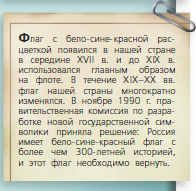 Флаг с бело-сине-красной рас-
цветкой появился в нашей стране
в середине XVII в. и до XIX в.
использовался главным образом
на флоте. В течение XIX–XX вв.
флаг нашей страны многократно
изменялся. В ноябре 1990 г. пра-
вительственная комиссия по разра-
ботке новой государственной сим-
волики приняла решение: Россия
имеет бело-сине-красный флаг с
более чем 300-летней историей,
и этот флаг необходимо вернуть.